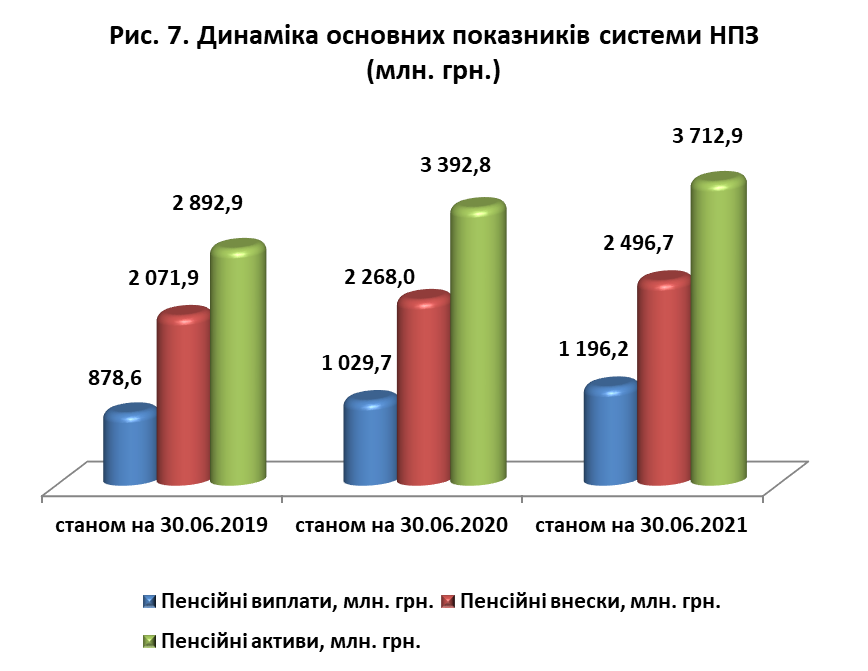 Рис. 7. Динаміка основних показників системи НПЗ
(млн. грн.)
3 712,9
3 392,8
2 892,9
2 496,7
2 071,9
2 268,0
1 196,2
1 029,7
878,6
станом на 30.06.2019
станом на 30.06.2020
станом на 30.06.2021
Пенсійні виплати, млн. грн.
Пенсійні внески, млн. грн.
Пенсійні активи, млн. грн.